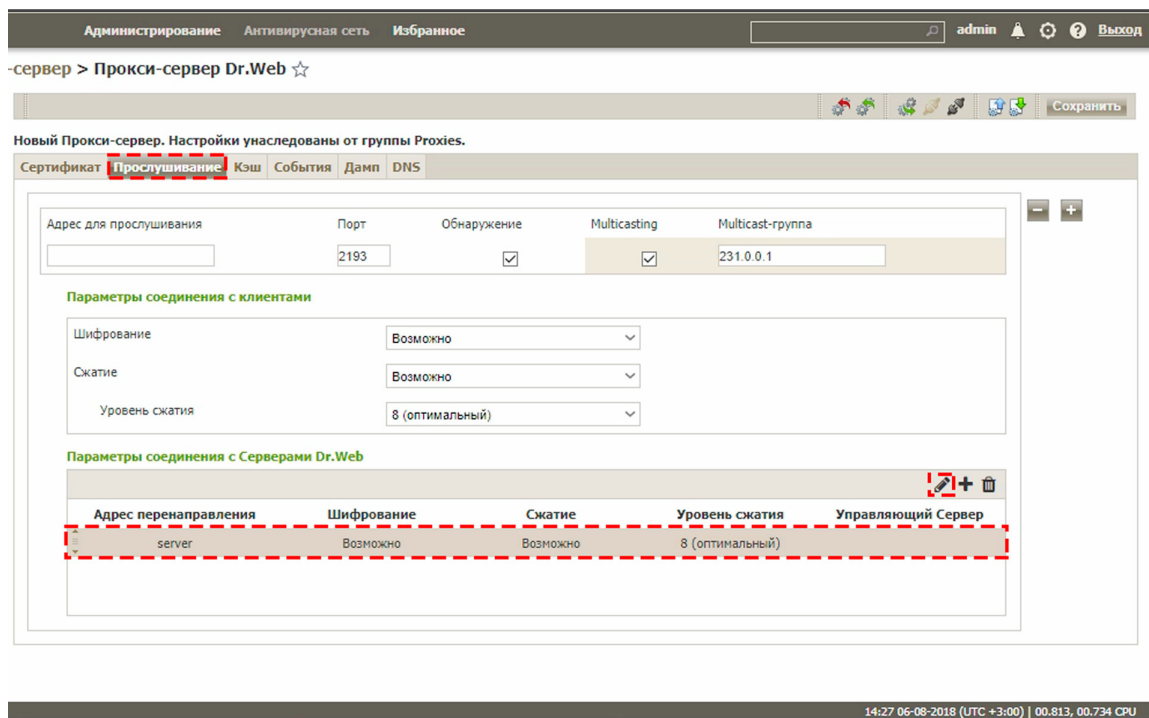 Администрирование Антивирусная сеть Избранное admin Выход
-сервер > Прокси-сервер Dr.Web
Сохранить
Новый Прокси-сервер. Настройки унаследованы от группы Proxies.
Сертификат Прослушивание Кэш События Дамп DNS
Адрес для прослушивания Порт Обнаружение Multicasting Multicast-группа
2193 231.0.0.1
Параметры соединения с клиентами
Шифрование Возможно
Сжатие Возможно
Уровень сжатия 8 (оптимальный)
Параметры соединения с Серверами Dr.Web
Адрес перенаправления Шифрование Сжатие Уровень сжатия Управляющий Сервер
server Возможно Возможно 8 (оптимальный)
14:27 06-08-2018 (UTC +3:00) | 00.813, 00.734 CPU